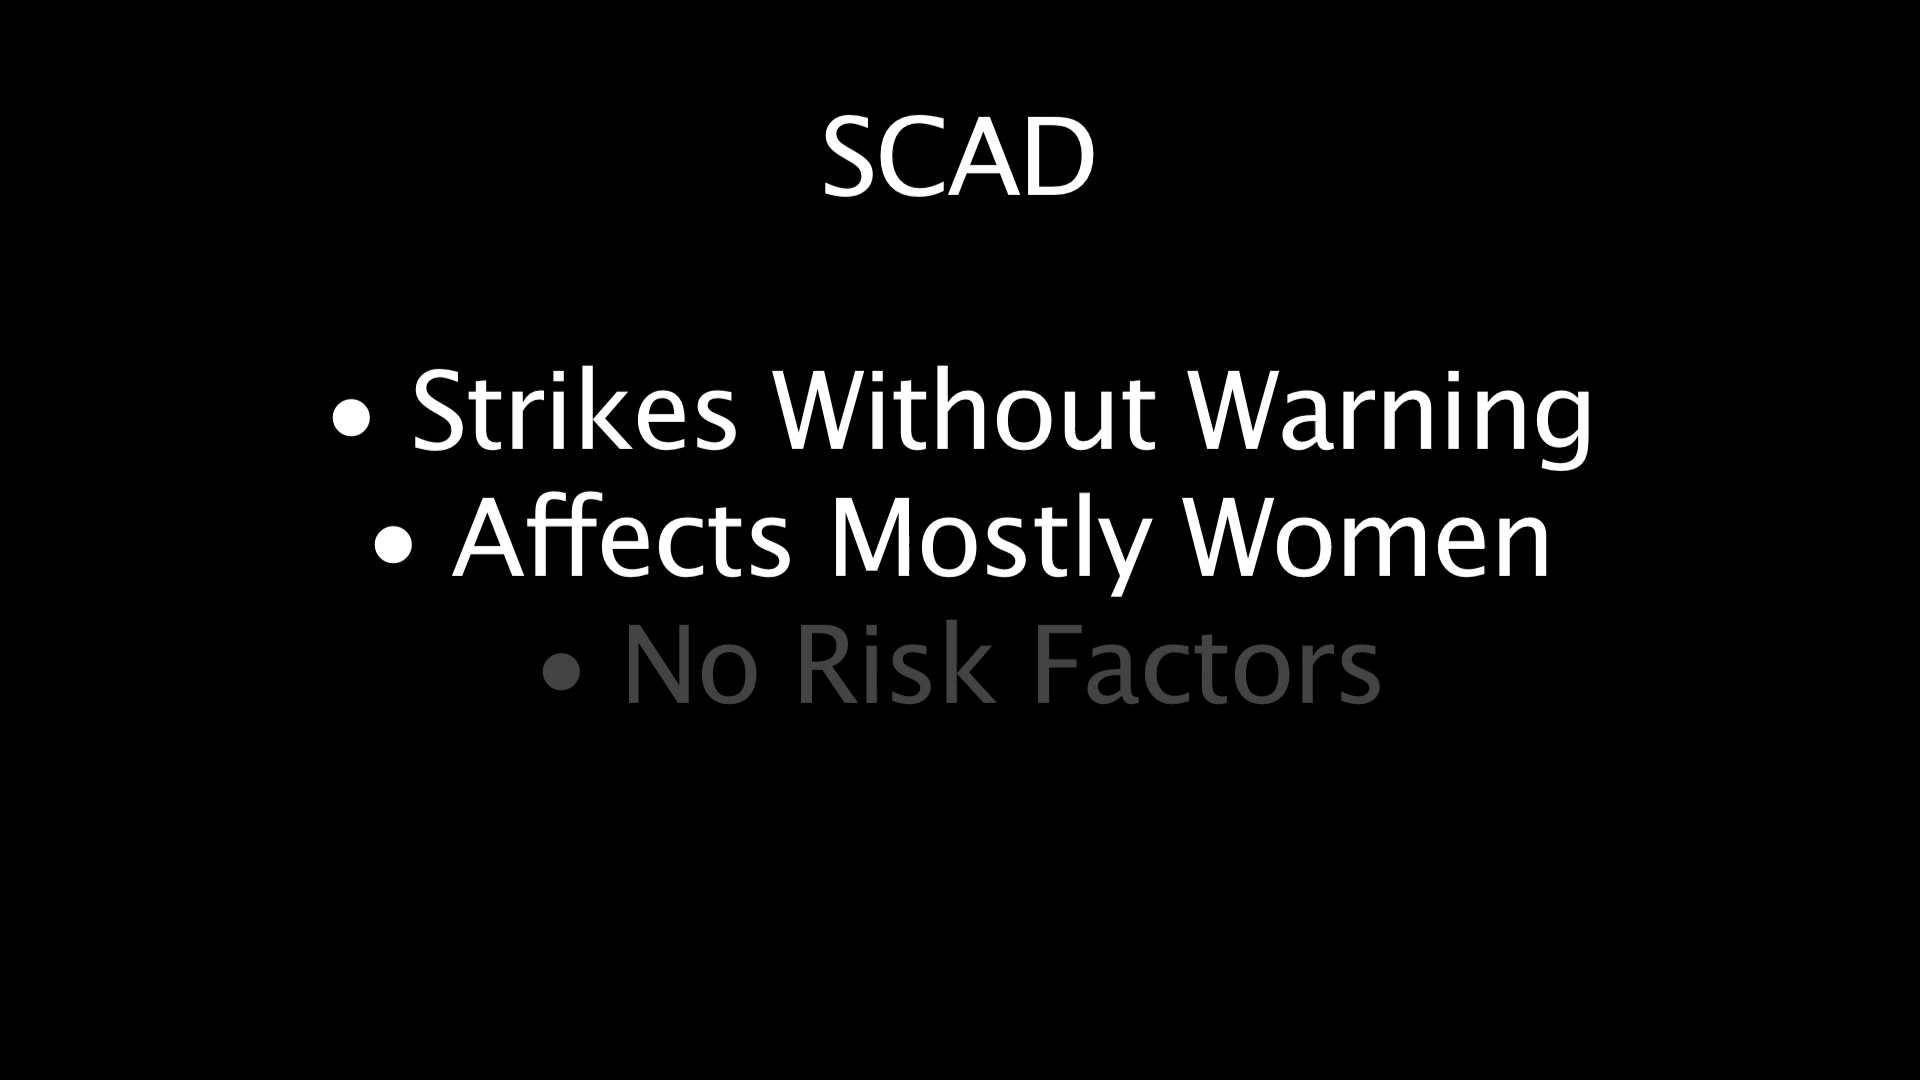 SCAD
• Strikes Without Warning
• Affects Mostly Women
• No Risk Factors